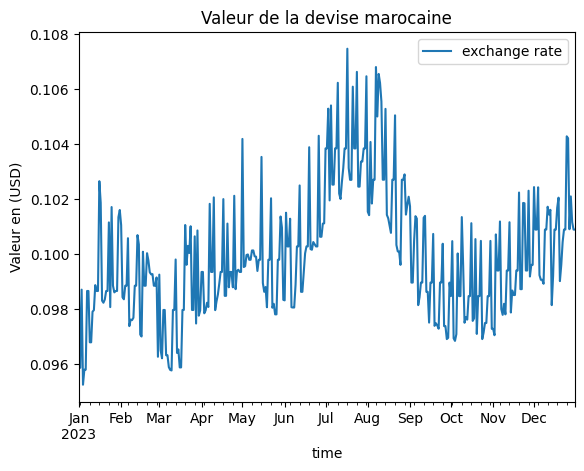 Valeur de la devise marocaine
exchange rate
Valeur en (USD)
0.108
0.106
0.104
0.102
0.100
0.098
0.096
Jan Feb Mar Apr May Jun Jul Aug Sep Oct Nov Dec
2023
time